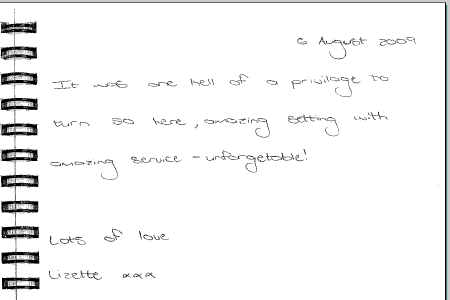 6 August 2009
It was one hell of a privilage to
turn 50 here, amazing setting with
amazing service - unforgetable!
Lots of love
Lizette xxx